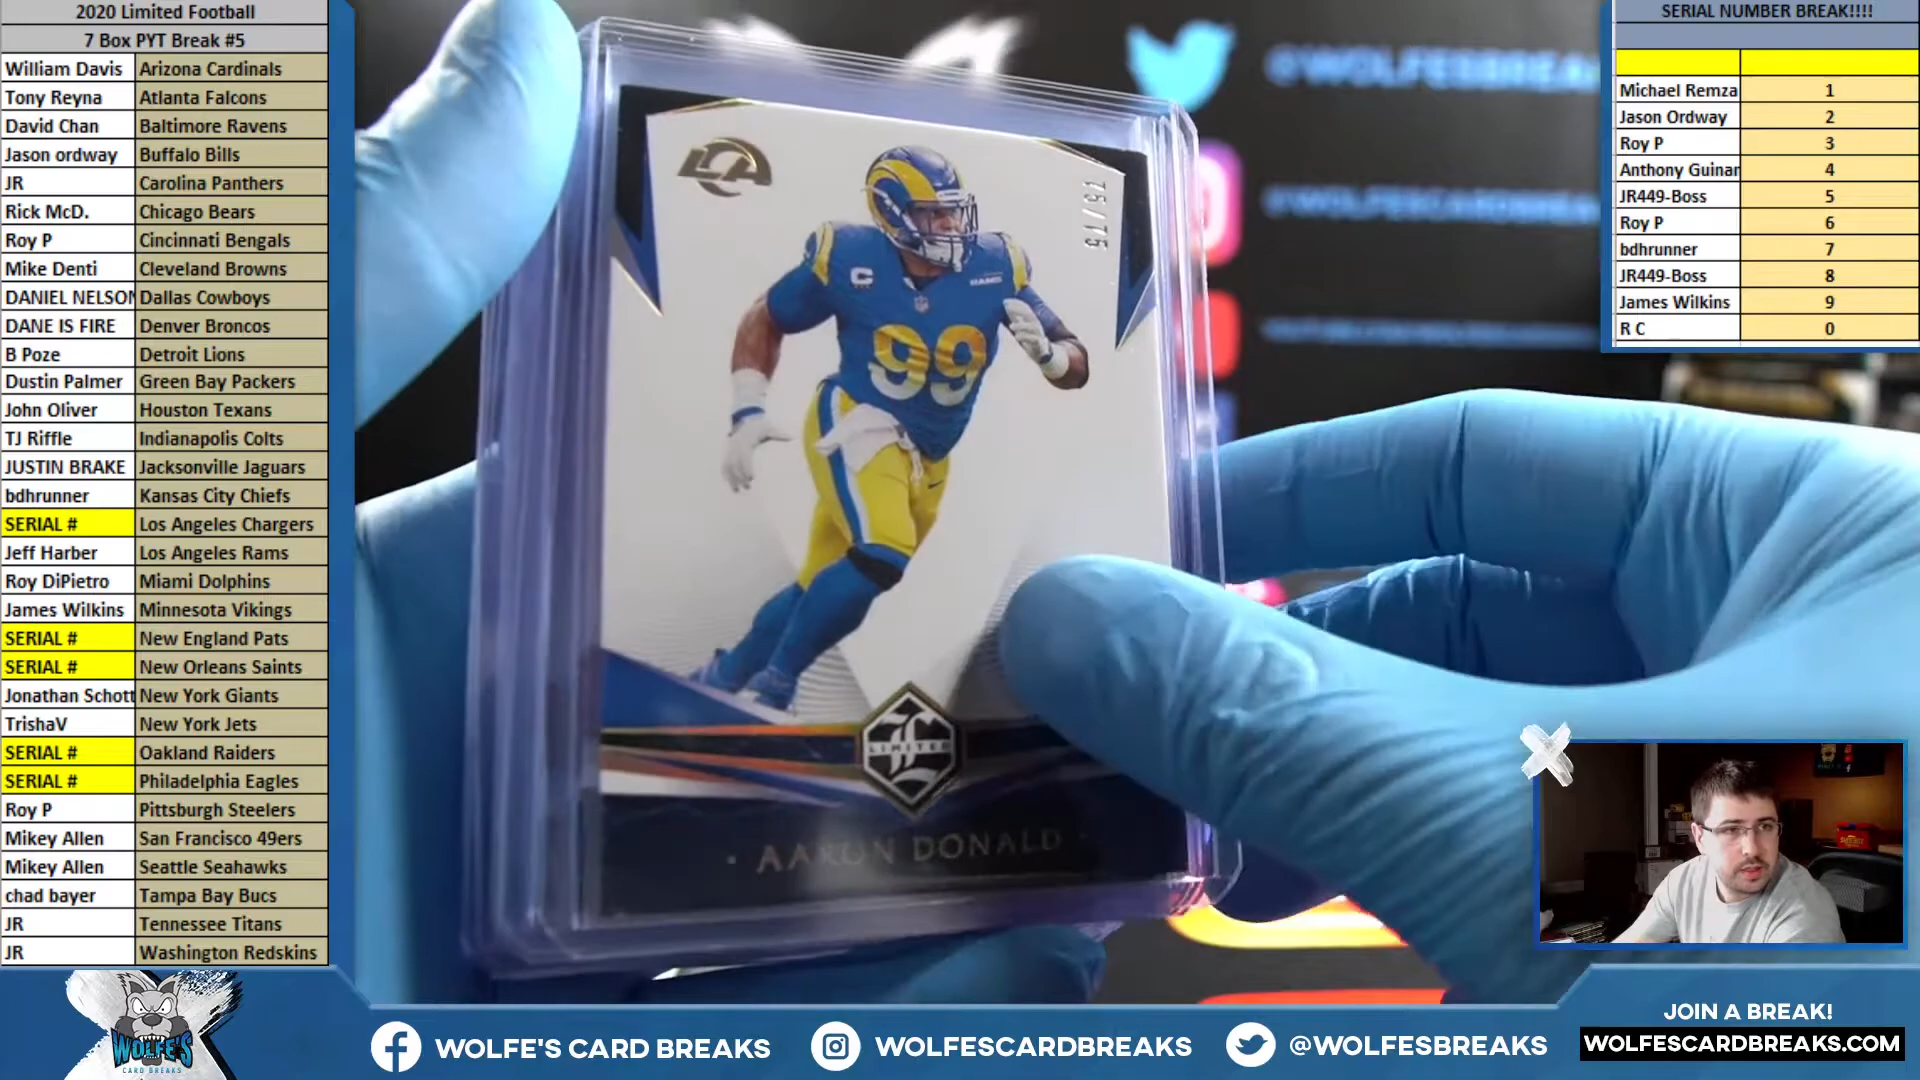 2020 Limited Football
7 Box PYT Break #5
William Davis Arizona Cardinals
Tony Reyna Atlanta Falcons
David Chan Baltimore Ravens
Jason ordway Buffalo Bills
JR Carolina Panthers
Rick McD. Chicago Bears
Roy P Cincinnati Bengals
Mike Denti Cleveland Browns
DANIEL NELSON Dallas Cowboys
DANE IS FIRE Denver Broncos
B Poze Detroit Lions
Dustin Palmer Green Bay Packers
John Oliver Houston Texans
TJ Riffle Indianapolis Colts
JUSTIN BRAKE Jacksonville Jaguars
bdhrunner Kansas City Chiefs
SERIAL # Los Angeles Chargers
Jeff Harber Los Angeles Rams
Roy DiPietro Miami Dolphins
James Wilkins Minnesota Vikings
SERIAL # New England Pats
SERIAL # New Orleans Saints
Jonathan Schott New York Giants
TrishaV New York Jets
SERIAL # Oakland Raiders
SERIAL # Philadelphia Eagles
Roy P Pittsburgh Steelers
Mikey Allen San Francisco 49ers
Mikey Allen Seattle Seahawks
chad bayer Tampa Bay Bucs
JR Tennessee Titans
JR Washington Redskins
@WOLFESBREAKS
@WOLFESCARDBREAKS
LA
C
RAMS
99
LIMITED
· AARON DONALD ·
SERIAL NUMBER BREAK!!!!
Michael Remza 1
Jason Ordway 2
Roy P 3
Anthony Guinan 4
JR449-Boss 5
Roy P 6
bdhrunner 7
JR449-Boss 8
James Wilkins 9
R C 0
WOLFE'S
CARD BREAKS
WOLFE'S CARD BREAKS
WOLFESCARDBREAKS
@WOLFESBREAKS
JOIN A BREAK!
WOLFESCARDBREAKS.COM